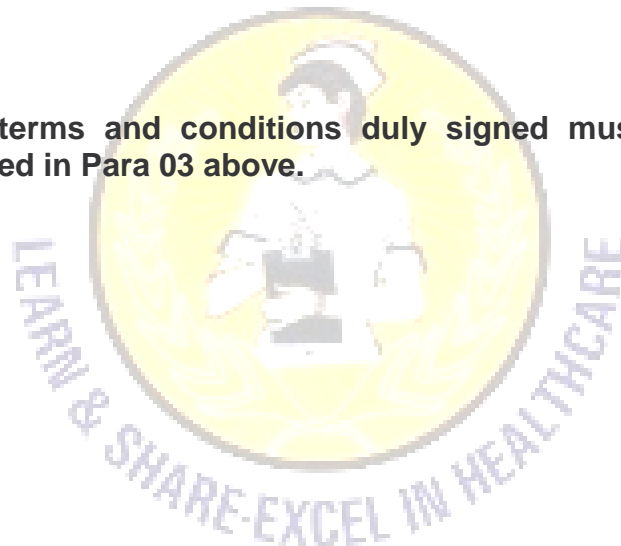 terms and conditions duly signed mus
ed in Para 03 above.
LEARN & SHARE-EXCEL IN HEALTHCARE